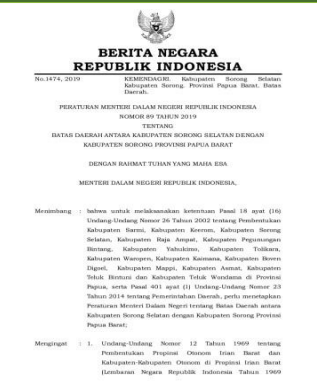 BERITA NEGARA
REPUBLIK INDONESIA
No.1474, 2019 KEMENDAGRI. Kabupaten Sorong Selatan
Kabupaten Sorong. Provinsi Papua Barat. Batas
Daerah.
PERATURAN MENTERI DALAM NEGERI REPUBLIK INDONESIA
NOMOR 89 TAHUN 2019
TENTANG
BATAS DAERAH ANTARA KABUPATEN SORONG SELATAN DENGAN
KABUPATEN SORONG PROVINSI PAPUA BARAT
DENGAN RAHMAT TUHAN YANG MAHA ESA
MENTERI DALAM NEGERI REPUBLIK INDONESIA,
Menimbang : bahwa untuk melaksanakan ketentuan Pasal 18 ayat (16)
Undang-Undang Nomor 26 Tahun 2002 tentang Pembentukan
Kabupaten Sarmi, Kabupaten Keerom, Kabupaten Sorong
Selatan, Kabupaten Raja Ampat, Kabupaten Pegunungan
Bintang, Kabupaten Yahukimo, Kabupaten Tolikara,
Kabupaten Waropen, Kabupaten Kaimana, Kabupaten Boven
Digoel, Kabupaten Mappi, Kabupaten Asmat, Kabupaten
Teluk Bintuni dan Kabupaten Teluk Wondama di Provinsi
Papua, serta Pasal 401 ayat (1) Undang-Undang Nomor 23
Tahun 2014 tentang Pemerintahan Daerah, perlu menetapkan
Peraturan Menteri Dalam Negeri tentang Batas Daerah antara
Kabupaten Sorong Selatan dengan Kabupaten Sorong Provinsi
Papua Barat;
Mengingat : 1. Undang-Undang Nomor 12 Tahun 1969 tentang
Pembentukan Propinsi Otonom Irian Barat dan
Kabupaten-Kabupaten Otonom di Propinsi Irian Barat
(Lembaran Negara Republik Indonesia Tahun 1969